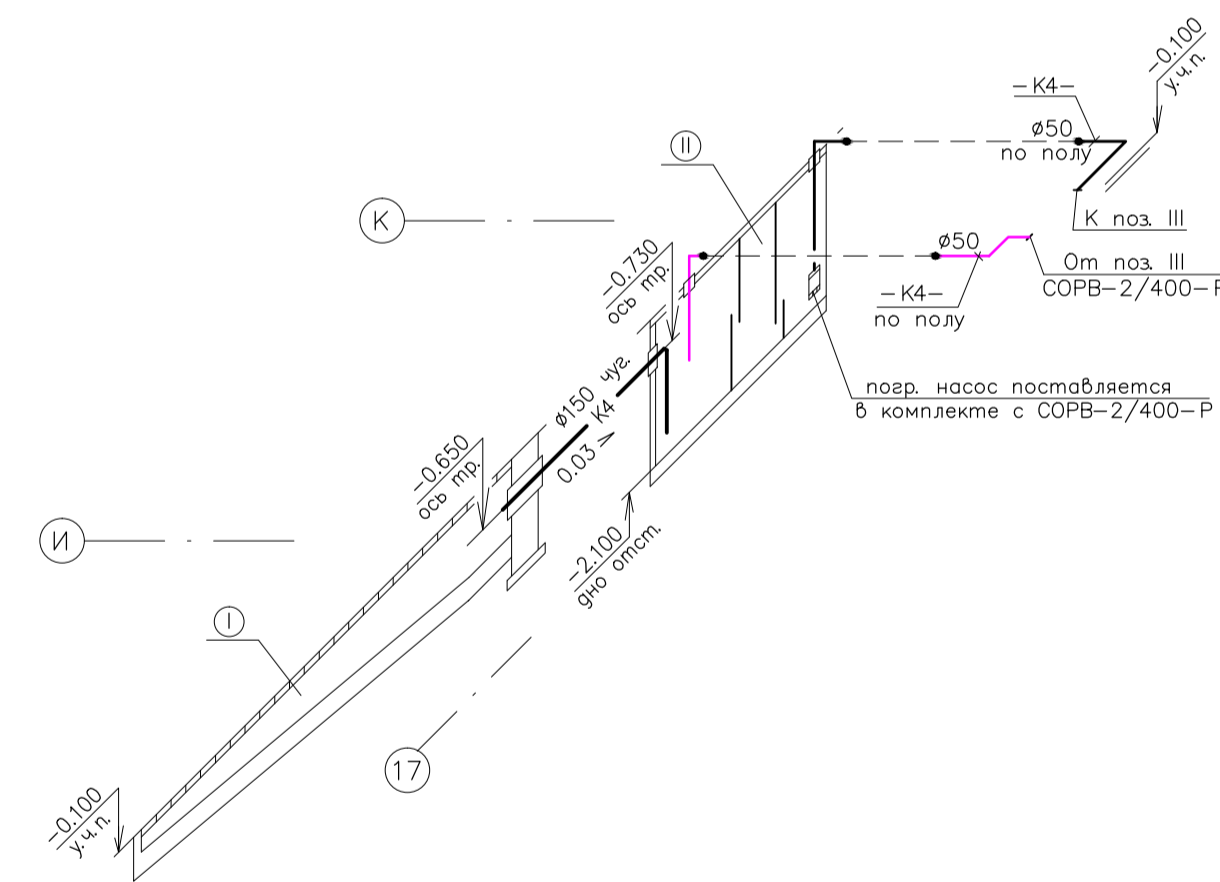 -0.100
у.ч.п.
-К4-
ø50
по полу
II
К
К поз. III
-0.730
ось тр.
ø50
От поз. III
СОРВ-2/400-Р
-К4-
по полу
погр. насос поставляется
в комплекте с СОРВ-2/400-Р
ø150 чуг.
К4
0.03 >
-0.650
ось тр.
И
-2.100
дно отст.
I
17
-0.100
у.ч.п.